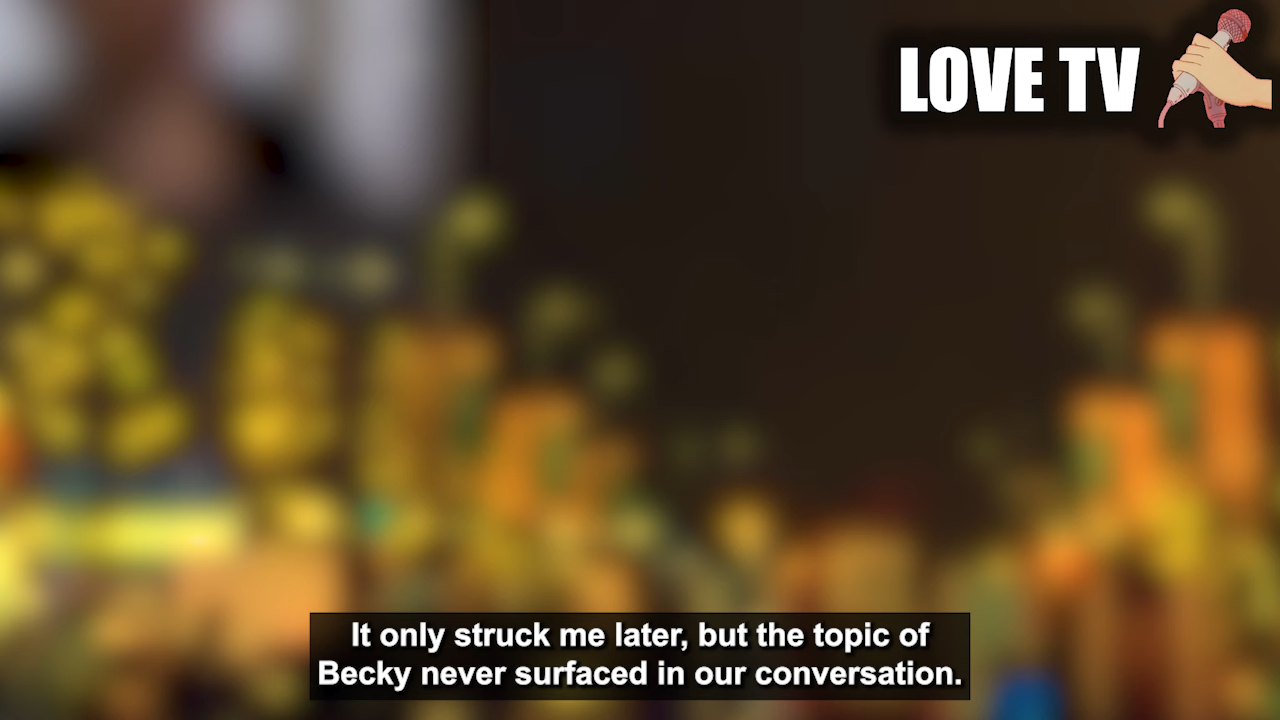 LOVE TV
It only struck me later, but the topic of
Becky never surfaced in our conversation.